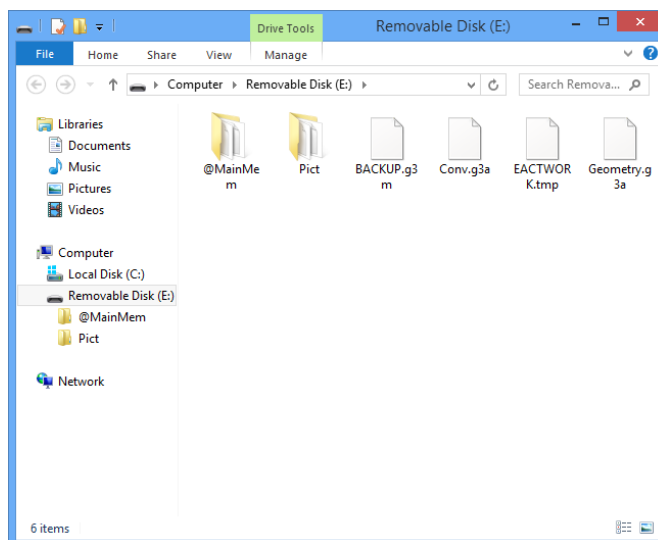 Drive Tools
Removable Disk (E:)
File
Home
Share
View
Manage
Computer
Removable Disk (E:)
Search Remova...
Libraries
Documents
Music
Pictures
Videos
Computer
Local Disk (C:)
Removable Disk (E:)
@MainMem
Pict
Network
@MainMe
m
Pict
BACKUP.g3
m
Conv.g3a
EACTWOR
K.tmp
Geometry.g
3a
6 items